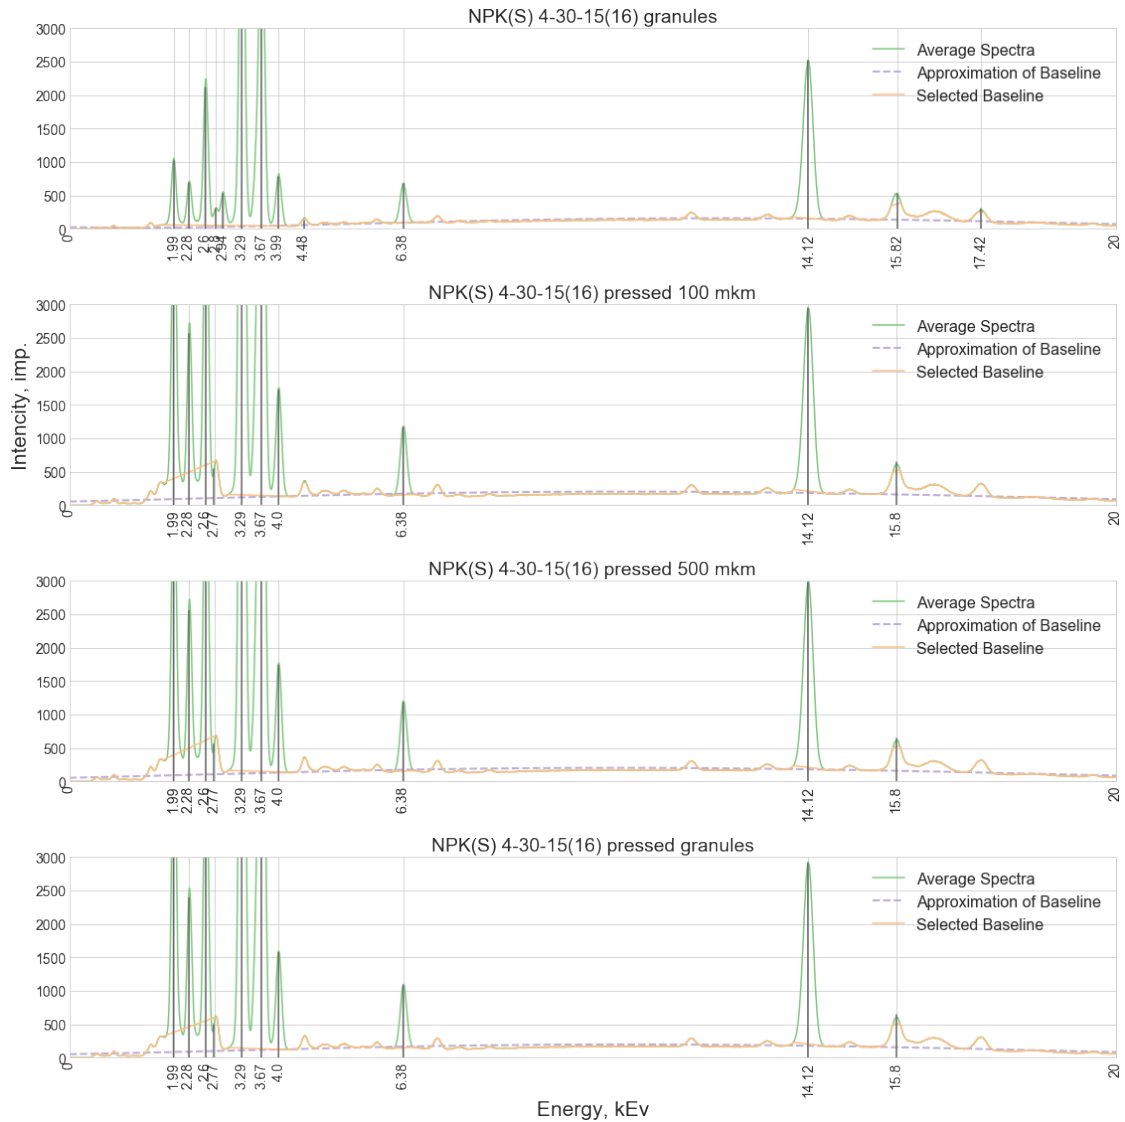 NPK(S) 4-30-15(16) granules
3000
2500
2000
1500
1000
500
0
Average Spectra
Approximation of Baseline
Selected Baseline
0 1.99 2.28 2.6 2.8 2.94 3.29 3.67 3.99 4.48 6.38 14.12 15.82 17.42 20
NPK(S) 4-30-15(16) pressed 100 mkm
3000
2500
2000
1500
1000
500
0
Average Spectra
Approximation of Baseline
Selected Baseline
0 1.99 2.28 2.6 2.77 3.29 3.67 4.0 6.38 14.12 15.8 20
Intencity, imp.
NPK(S) 4-30-15(16) pressed 500 mkm
3000
2500
2000
1500
1000
500
0
Average Spectra
Approximation of Baseline
Selected Baseline
0 1.99 2.28 2.6 2.77 3.29 3.67 4.0 6.38 14.12 15.8 20
NPK(S) 4-30-15(16) pressed granules
3000
2500
2000
1500
1000
500
0
Average Spectra
Approximation of Baseline
Selected Baseline
0 1.99 2.28 2.6 2.77 3.29 3.67 4.0 6.38 14.12 15.8 20
Energy, kEv